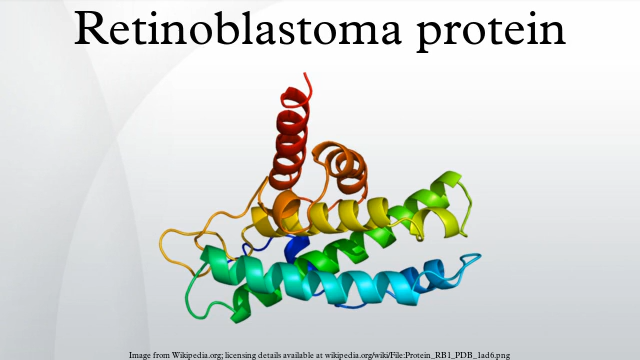 Retinoblastoma protein
Image from Wikipedia.org; licensing details available at wikipedia.org/wiki/File:Protein_RB1_PDB_1ad6.png